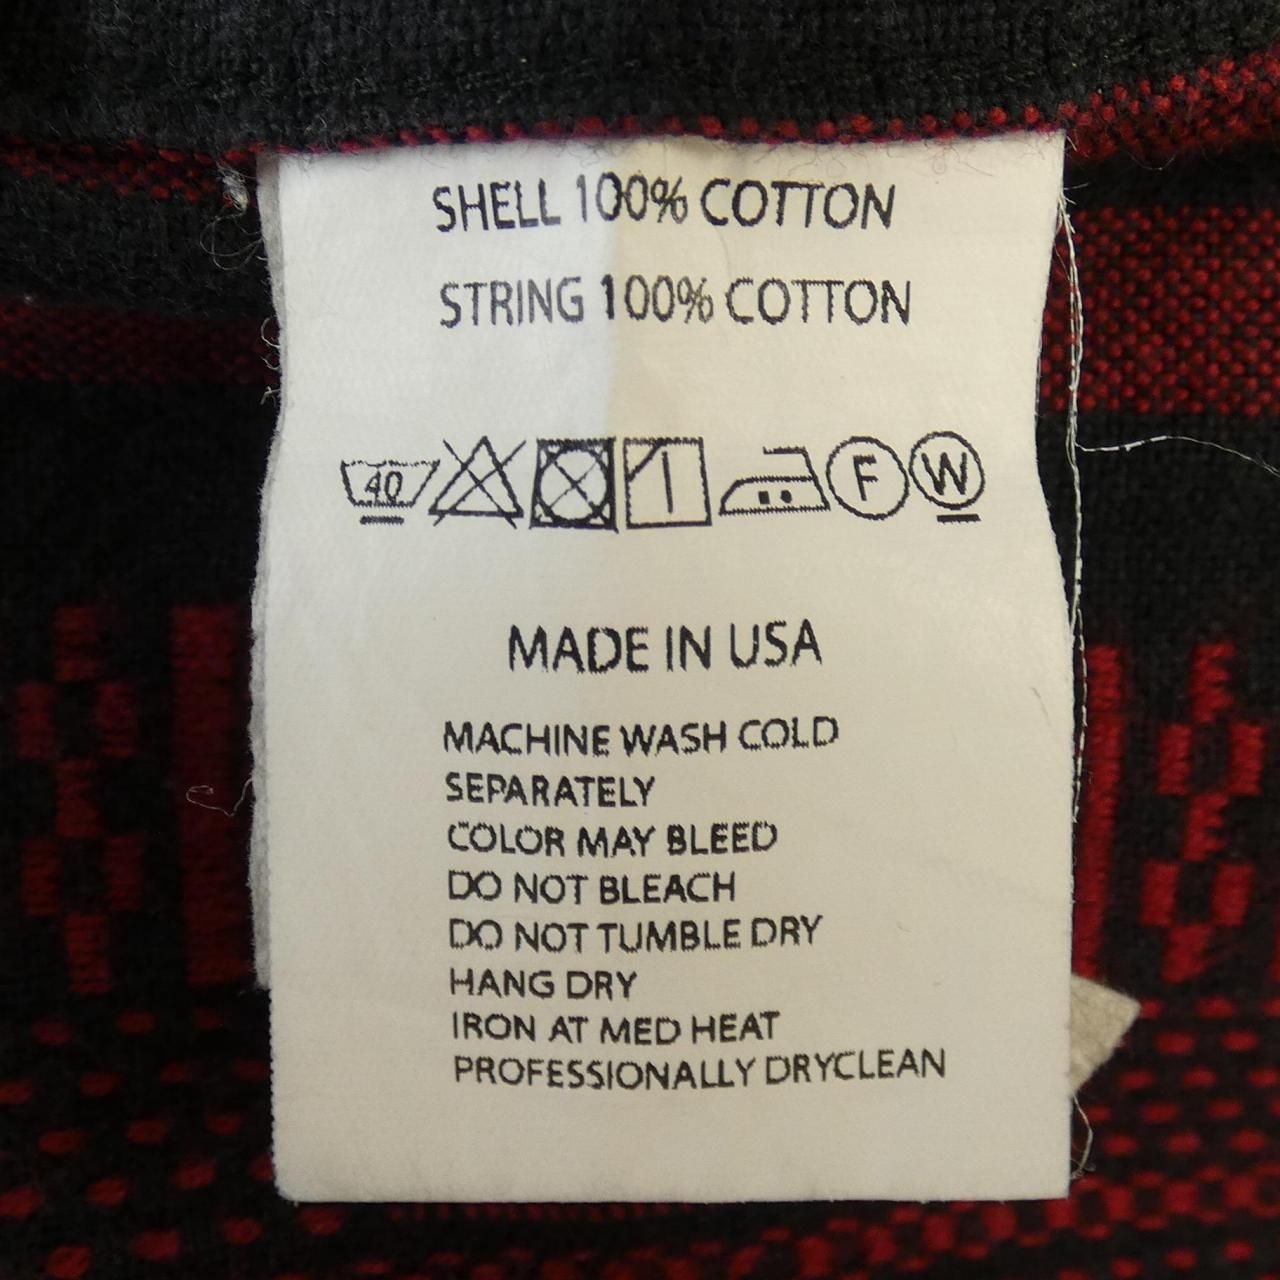 SHELL 100% COTTON
STRING 100% COTTON
40 F W
MADE IN USA
MACHINE WASH COLD
SEPARATELY
COLOR MAY BLEED
DO NOT BLEACH
DO NOT TUMBLE DRY
HANG DRY
IRON AT MED HEAT
PROFESSIONALLY DRYCLEAN